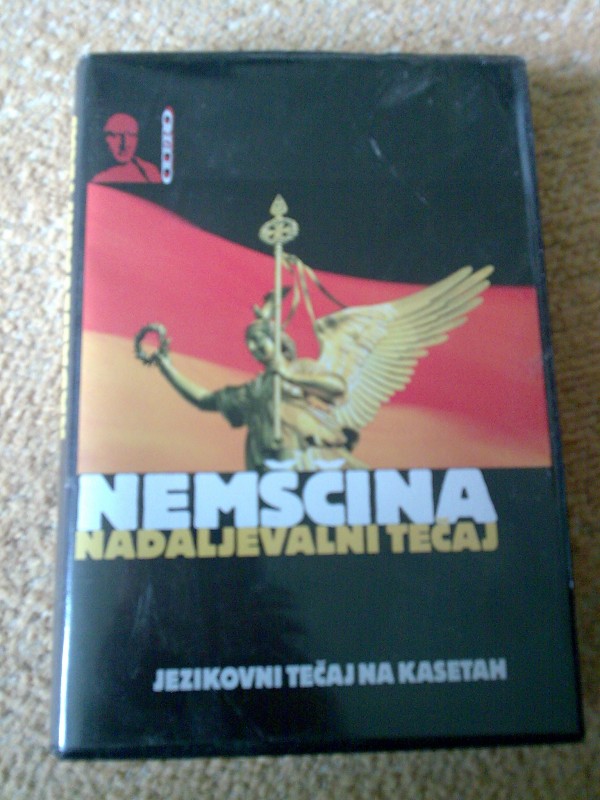 NEMŠČINA
NADALJEVALNI TEČAJ
JEZIKOVNI TEČAJ NA KASETAH